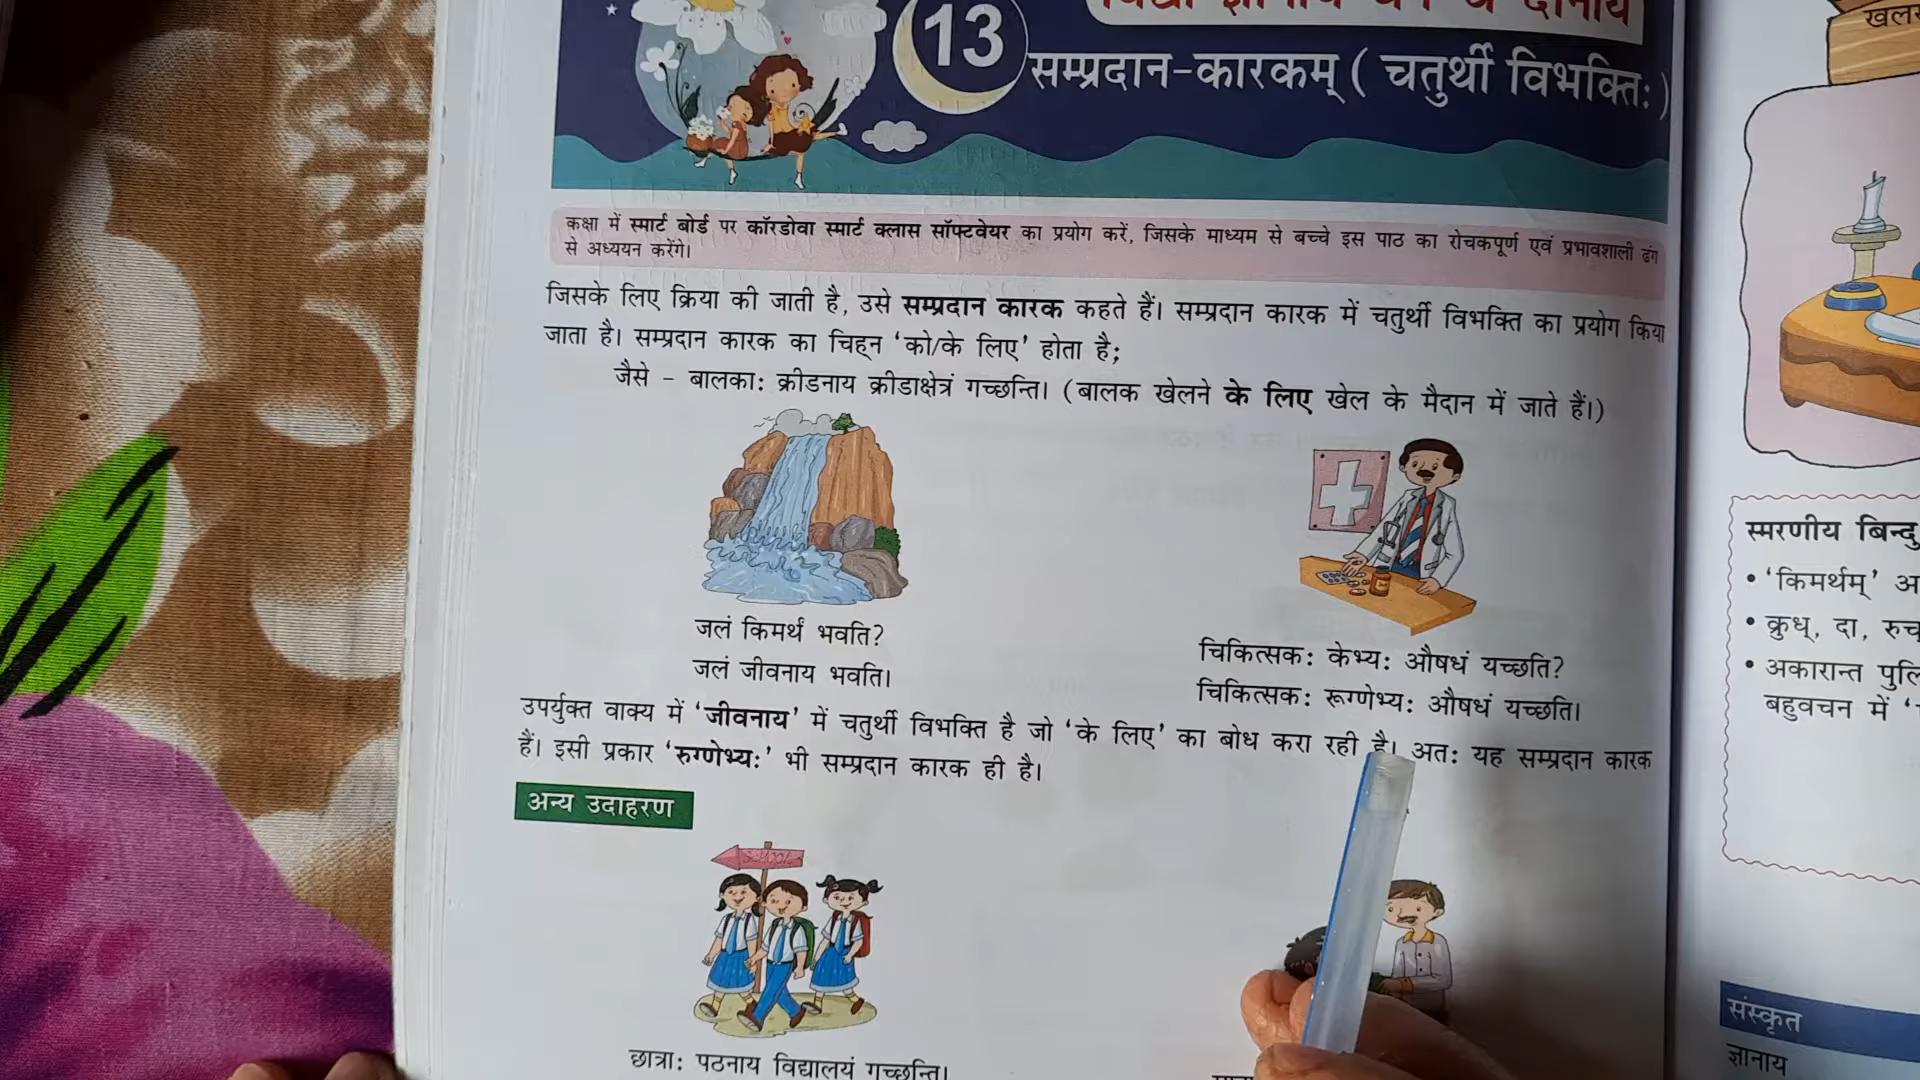 13
सम्प्रदान-कारकम् ( चतुर्थी विभक्तिः )
कक्षा में स्मार्ट बोर्ड पर कॉरडोवा स्मार्ट क्लास सॉफ्टवेयर का प्रयोग करें, जिसके माध्यम से बच्चे इस पाठ का रोचकपूर्ण एवं प्रभावशाली ढंग
से अध्ययन करेंगे।
जिसके लिए क्रिया की जाती है, उसे सम्प्रदान कारक कहते हैं। सम्प्रदान कारक में चतुर्थी विभक्ति का प्रयोग किया
जाता है। सम्प्रदान कारक का चिह्न ‘को/के लिए’ होता है;
जैसे - बालकाः क्रीडनाय क्रीडाक्षेत्रं गच्छन्ति। (बालक खेलने के लिए खेल के मैदान में जाते हैं।)
जलं किमर्थं भवति?
जलं जीवनाय भवति।
चिकित्सकः केभ्यः औषधं यच्छति?
चिकित्सकः रूग्णेभ्यः औषधं यच्छति।
उपर्युक्त वाक्य में ‘जीवनाय’ में चतुर्थी विभक्ति है जो ‘के लिए’ का बोध करा रही है। अतः यह सम्प्रदान कारक
हैं। इसी प्रकार ‘रुग्णेभ्यः’ भी सम्प्रदान कारक ही है।
अन्य उदाहरण
SCHOOL
छात्राः पठनाय विद्यालयं गच्छन्ति।
स्मरणीय बिन्दु
• ‘किमर्थम्’
• क्रुध्, दा,
• अकारान्त
बहुवचन में
संस्कृत
ज्ञानाय